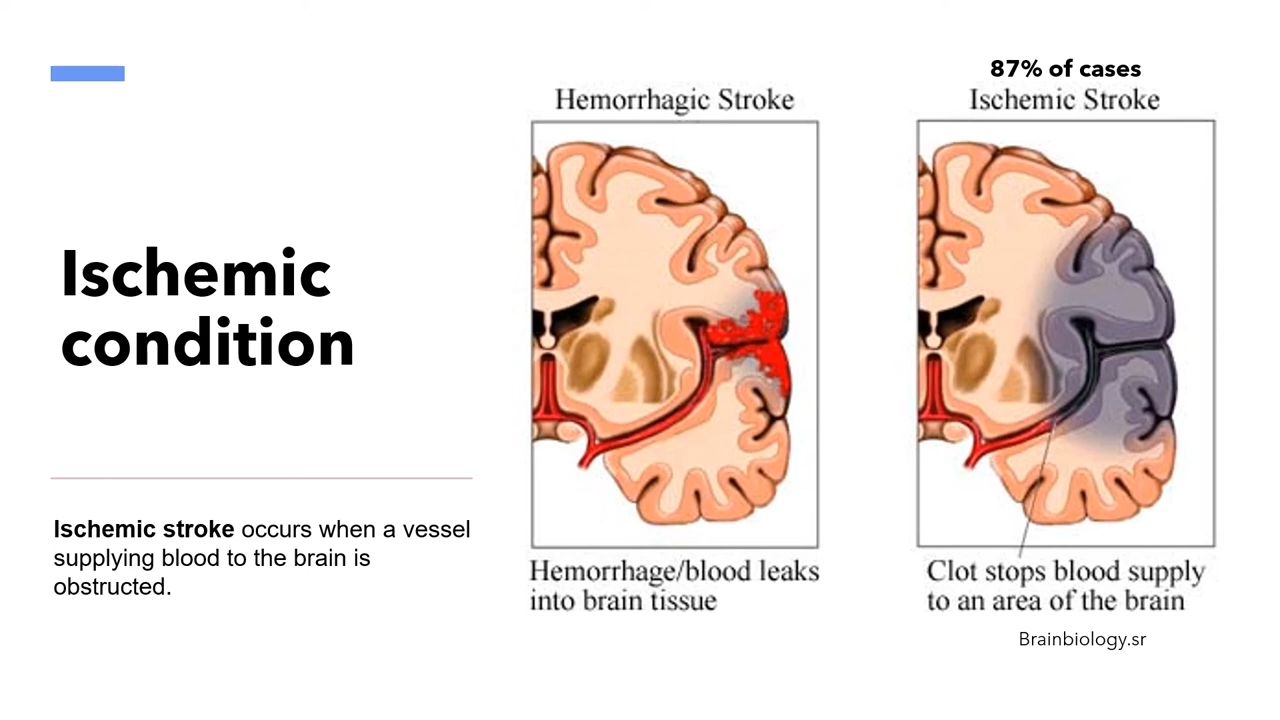 Ischemic
condition
Ischemic stroke occurs when a vessel
supplying blood to the brain is
obstructed.
Hemorrhagic Stroke
Hemorrhage/blood leaks
into brain tissue
87% of cases
Ischemic Stroke
Clot stops blood supply
to an area of the brain
Brainbiology.sr